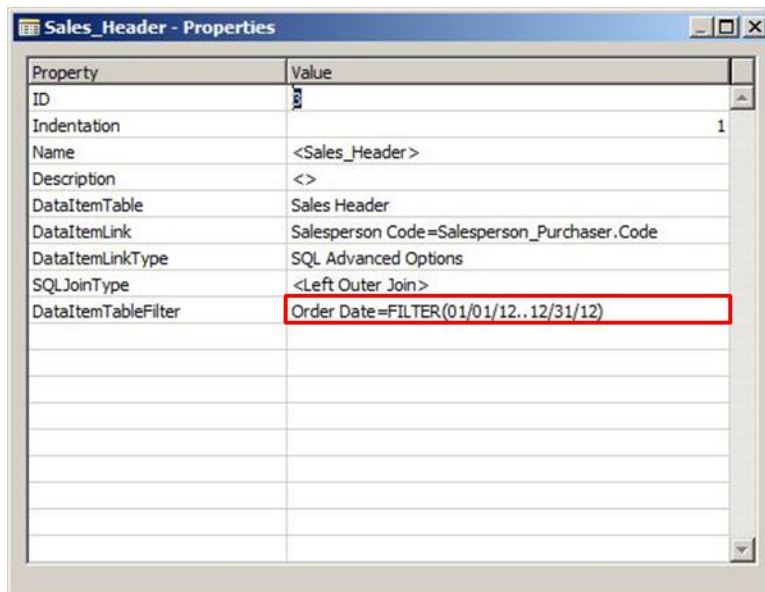 Sales_Header - Properties
Property Value
ID 3
Indentation 1
Name <Sales_Header>
Description <>
DataItemTable Sales Header
DataItemLink Salesperson Code=Salesperson_Purchaser.Code
DataItemLinkType SQL Advanced Options
SQLJoinType <Left Outer Join>
DataItemTableFilter Order Date=FILTER(01/01/12..12/31/12)